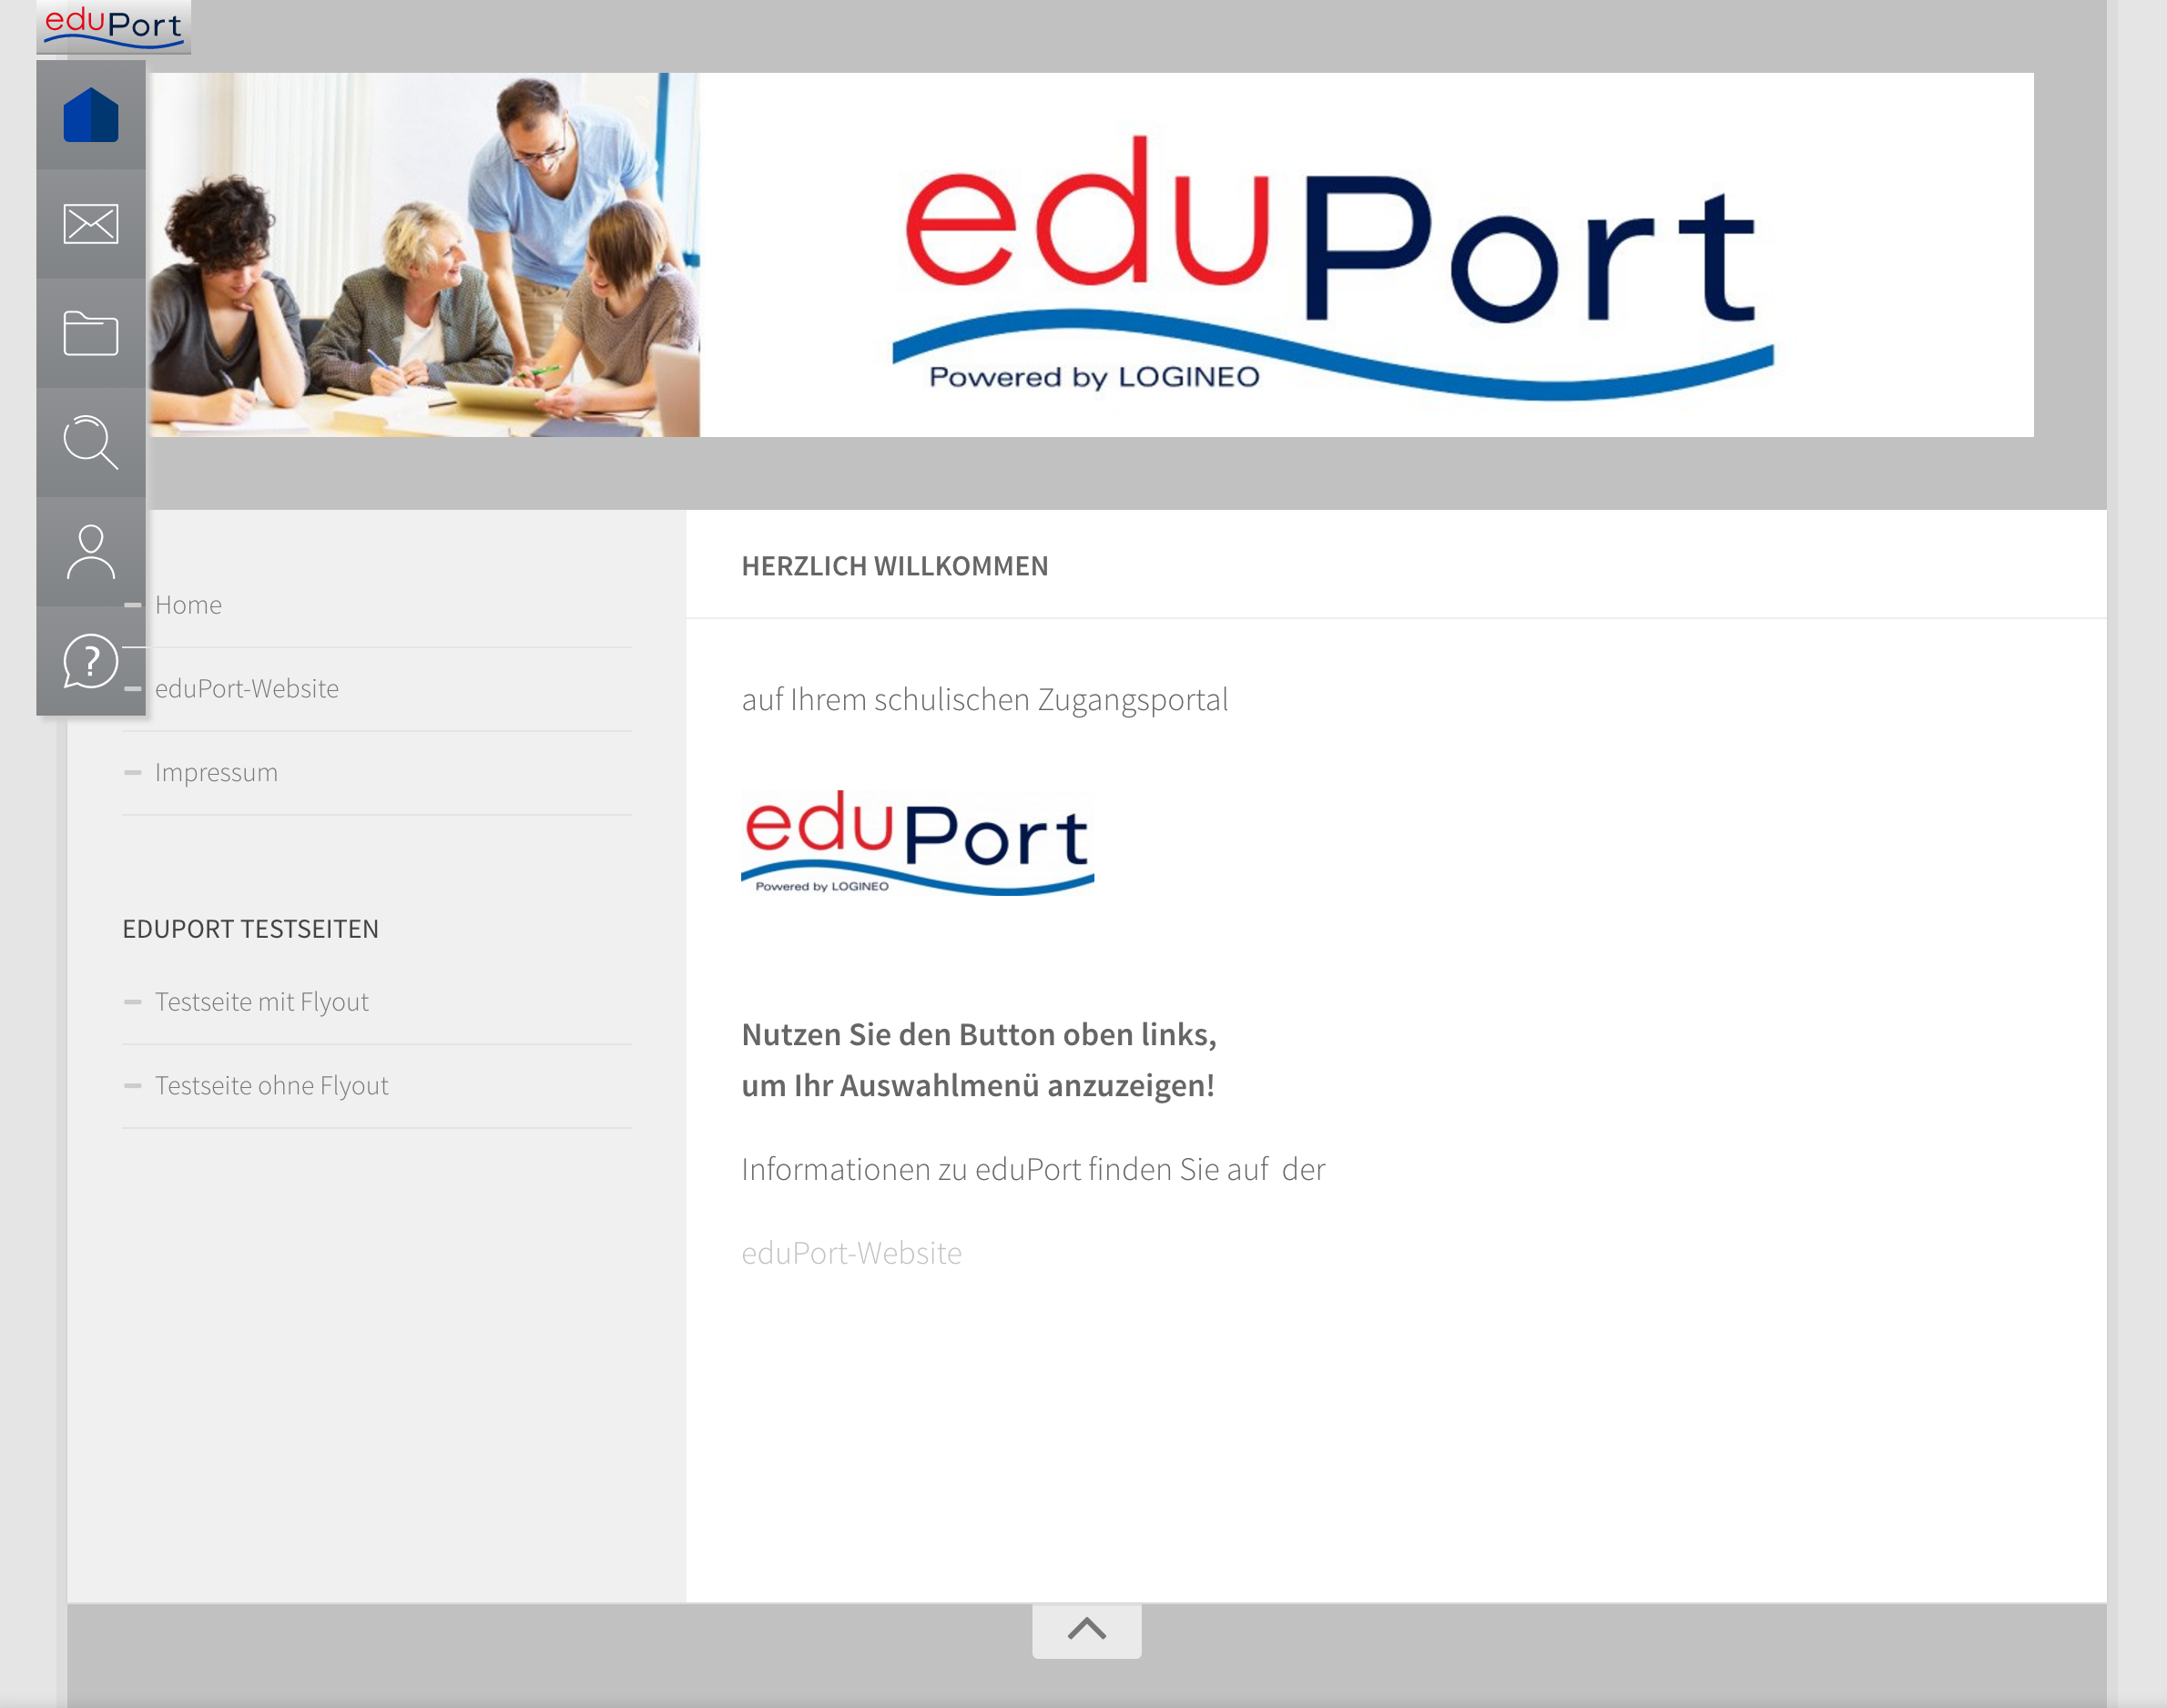 eduPort
eduPort
Powered by LOGINEO
?
Home
eduPort-Website
Impressum
EDUPORT TESTSEITEN
Testseite mit Flyout
Testseite ohne Flyout
HERZLICH WILLKOMMEN
auf Ihrem schulischen Zugangsportal
eduPort
Powered by LOGINEO
Nutzen Sie den Button oben links,
um Ihr Auswahlmenü anzuzeigen!
Informationen zu eduPort finden Sie auf  der
eduPort-Website